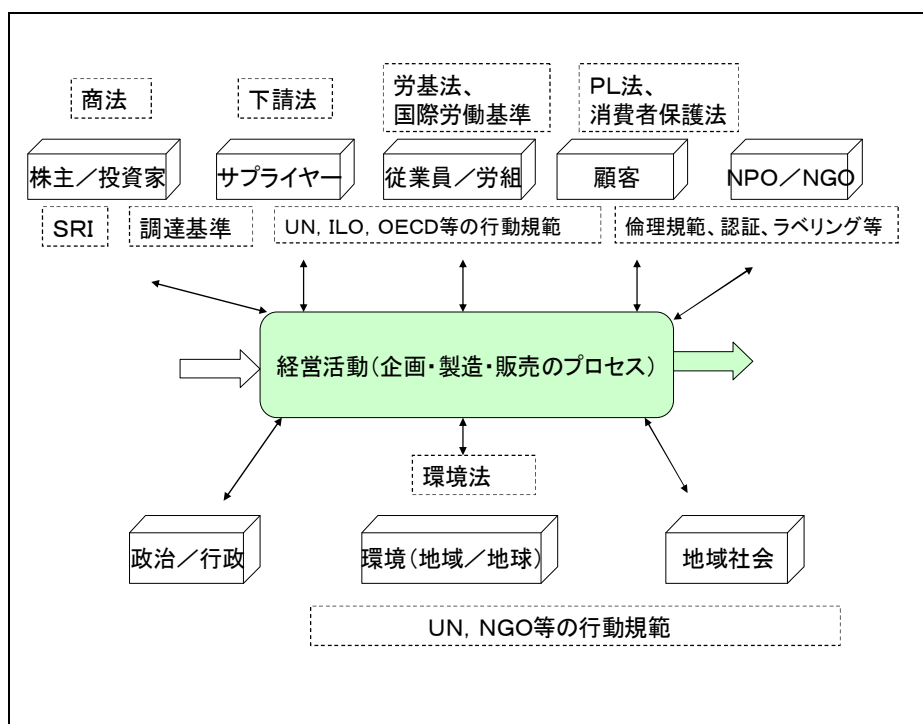 商法
下請法
労基法、
国際労働基準
PL法、
消費者保護法
株主／投資家
サプライヤー
従業員／労組
顧客
NPO／NGO
SRI
調達基準
UN, ILO, OECD等の行動規範
倫理規範、認証、ラベリング等
経営活動(企画・製造・販売のプロセス)
環境法
政治／行政
環境(地域／地球)
地域社会
UN, NGO等の行動規範